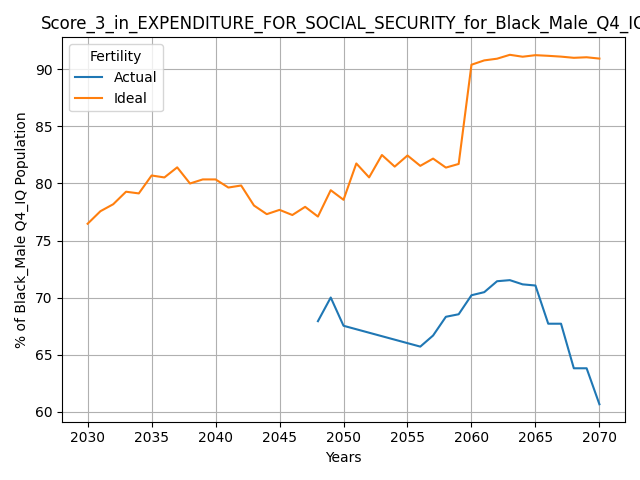 Score_3_in_EXPENDITURE_FOR_SOCIAL_SECURITY_for_Black_Male_Q4_IQ
Fertility
Actual
Ideal
% of Black_Male Q4_IQ Population
90
85
80
75
70
65
60
2030 2035 2040 2045 2050 2055 2060 2065 2070
Years